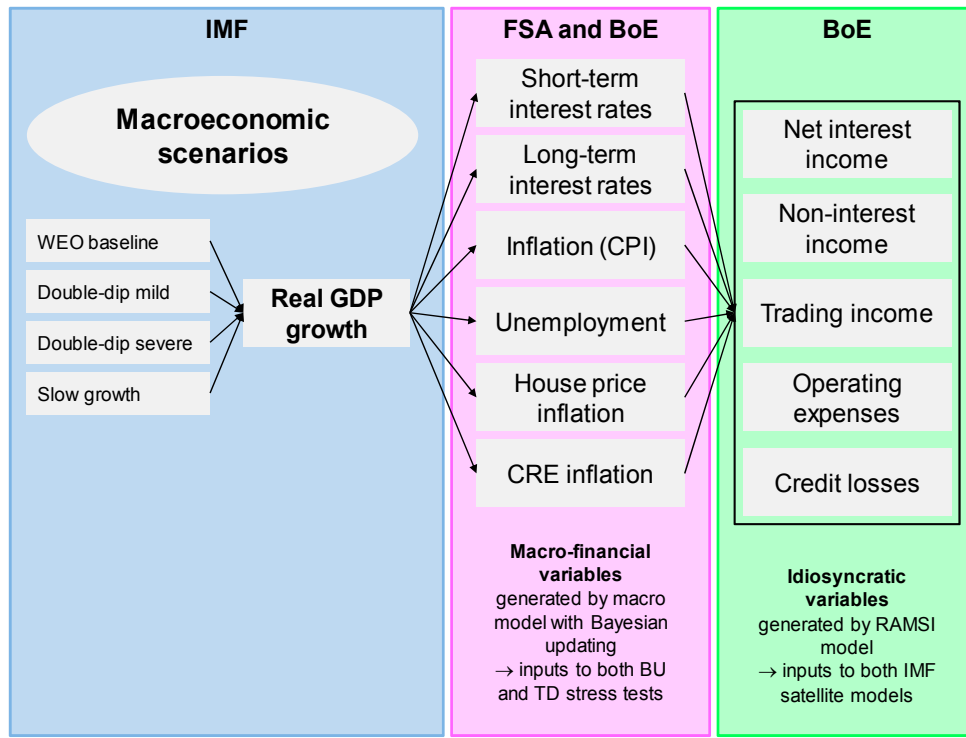 IMF
Macroeconomic
scenarios
WEO baseline
Double-dip mild
Double-dip severe
Slow growth
Real GDP
growth
FSA and BoE
Short-term
interest rates
Long-term
interest rates
Inflation (CPI)
Unemployment
House price
inflation
CRE inflation
Macro-financial
variables
generated by macro
model with Bayesian
updating
→ inputs to both BU
and TD stress tests
BoE
Net interest
income
Non-interest
income
Trading income
Operating
expenses
Credit losses
Idiosyncratic
variables
generated by RAMSI
model
→ inputs to both IMF
satellite models